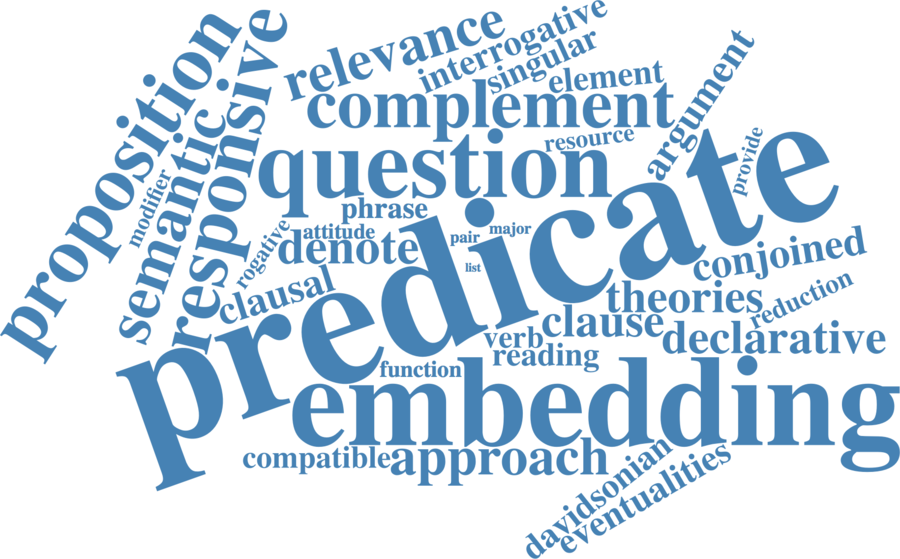 proposition
semantic
responsive
modifier
rogative
relevance
interrogative
singular
element
complement
resource
argument
provide
question
phrase
attitude
denote
pair
major
list
clausal
predicate
conjoined
theories
reduction
clause
verb
declarative
reading
function
embedding
compatible
approach
davidsonian
eventualities